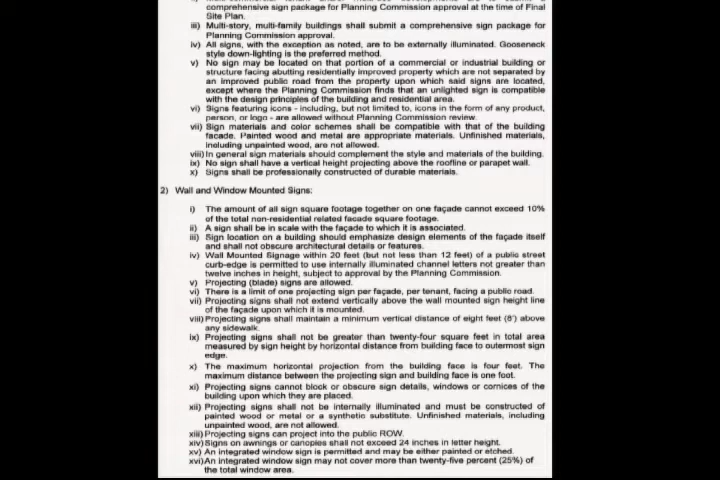 comprehensive sign package for Planning Commission approval at the time of Final
Site Plan.
iii) Multi-story, multi-family buildings shall submit a comprehensive sign package for
Planning Commission approval.
iv) All signs, with the exception as noted, are to be externally illuminated. Gooseneck
style down-lighting is the preferred method.
v) No sign may be located on that portion of a commercial or industrial building or
structure facing abutting residentially improved property which are not separated by
an improved public road from the property upon which said signs are located,
except where the Planning Commission finds that an unlighted sign is compatible
with the design principles of the building and residential area.
vi) Signs featuring icons - including, but not limited to, icons in the form of any product,
person, or logo - are allowed without Planning Commission review.
vii) Sign materials and color schemes shall be compatible with that of the building
facade. Painted wood and metal are appropriate materials. Unfinished materials,
including unpainted wood, are not allowed.
viii) In general sign materials should complement the style and materials of the building.
ix) No sign shall have a vertical height projecting above the roofline or parapet wall.
x) Signs shall be professionally constructed of durable materials.
2) Wall and Window Mounted Signs:
i) The amount of all sign square footage together on one façade cannot exceed 10%
of the total non-residential related facade square footage.
ii) A sign shall be in scale with the façade to which it is associated.
iii) Sign location on a building should emphasize design elements of the façade itself
and shall not obscure architectural details or features.
iv) Wall Mounted Signage within 20 feet (but not less than 12 feet) of a public street
curb-edge is permitted to use internally illuminated channel letters not greater than
twelve inches in height, subject to approval by the Planning Commission.
v) Projecting (blade) signs are allowed.
vi) There is a limit of one projecting sign per façade, per tenant, facing a public road.
vii) Projecting signs shall not extend vertically above the wall mounted sign height line
of the façade upon which it is mounted.
viii) Projecting signs shall maintain a minimum vertical distance of eight feet (8') above
any sidewalk.
ix) Projecting signs shall not be greater than twenty-four square feet in total area
measured by sign height by horizontal distance from building face to outermost sign
edge.
x) The maximum horizontal projection from the building face is four feet. The
maximum distance between the projecting sign and building face is one foot.
xi) Projecting signs cannot block or obscure sign details, windows or cornices of the
building upon which they are placed.
xii) Projecting signs shall not be internally illuminated and must be constructed of
painted wood or metal or a synthetic substitute. Unfinished materials, including
unpainted wood, are not allowed.
xiii) Projecting signs can project into the public ROW.
xiv) Signs on awnings or canopies shall not exceed 24 inches in letter height.
xv) An integrated window sign is permitted and may be either painted or etched.
xvi) An integrated window sign may not cover more than twenty-five percent (25%) of
the total window area.